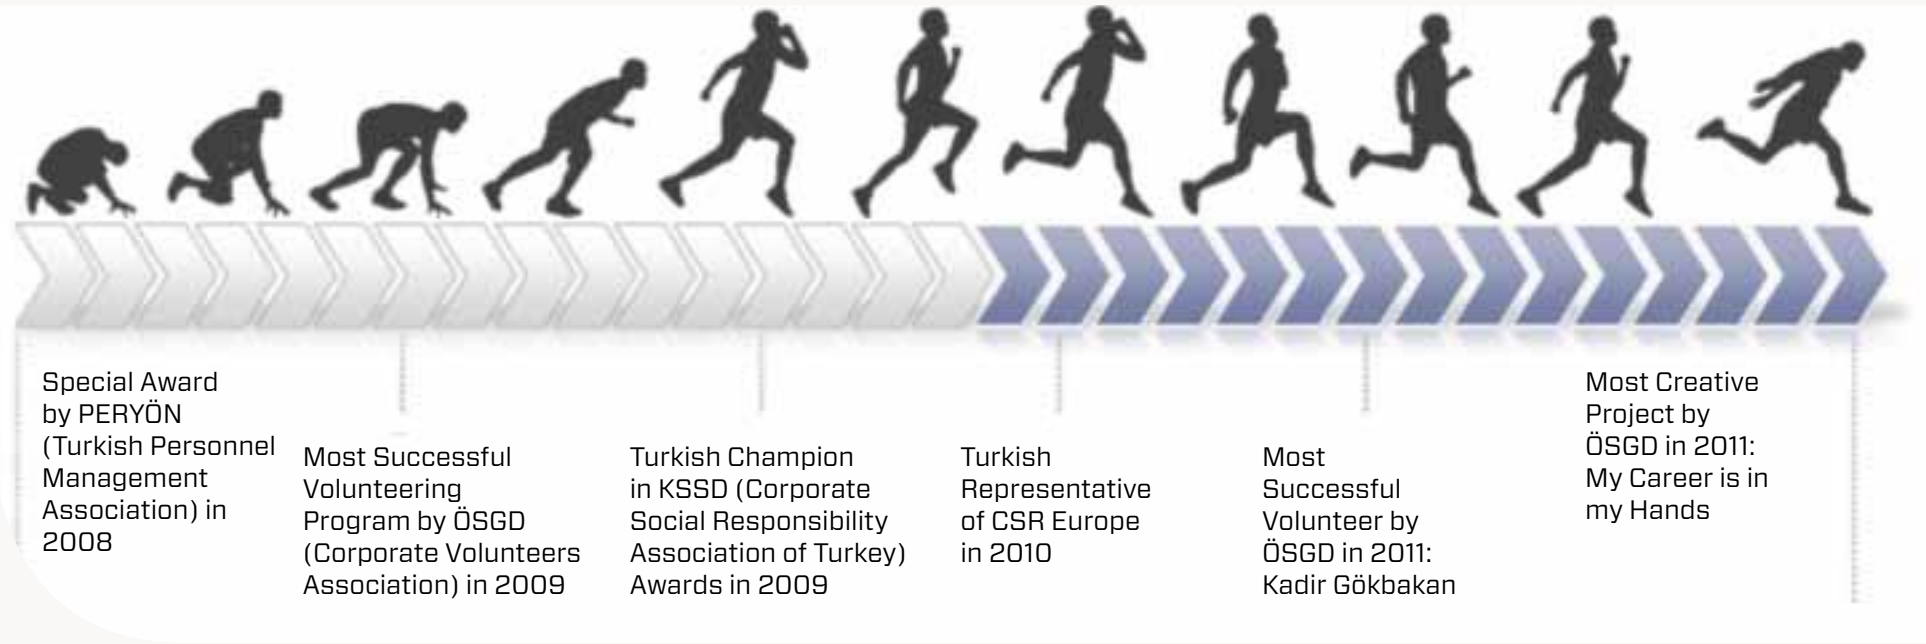 Special Award
by PERYÖN
(Turkish Personnel
Management
Association) in
2008
Most Successful
Volunteering
Program by ÖSGD
(Corporate Volunteers
Association) in 2009
Turkish Champion
in KSSD (Corporate
Social Responsibility
Association of Turkey)
Awards in 2009
Turkish
Representative
of CSR Europe
in 2010
Most
Successful
Volunteer by
ÖSGD in 2011:
Kadir Gökbakan
Most Creative
Project by
ÖSGD in 2011:
My Career is in
my Hands